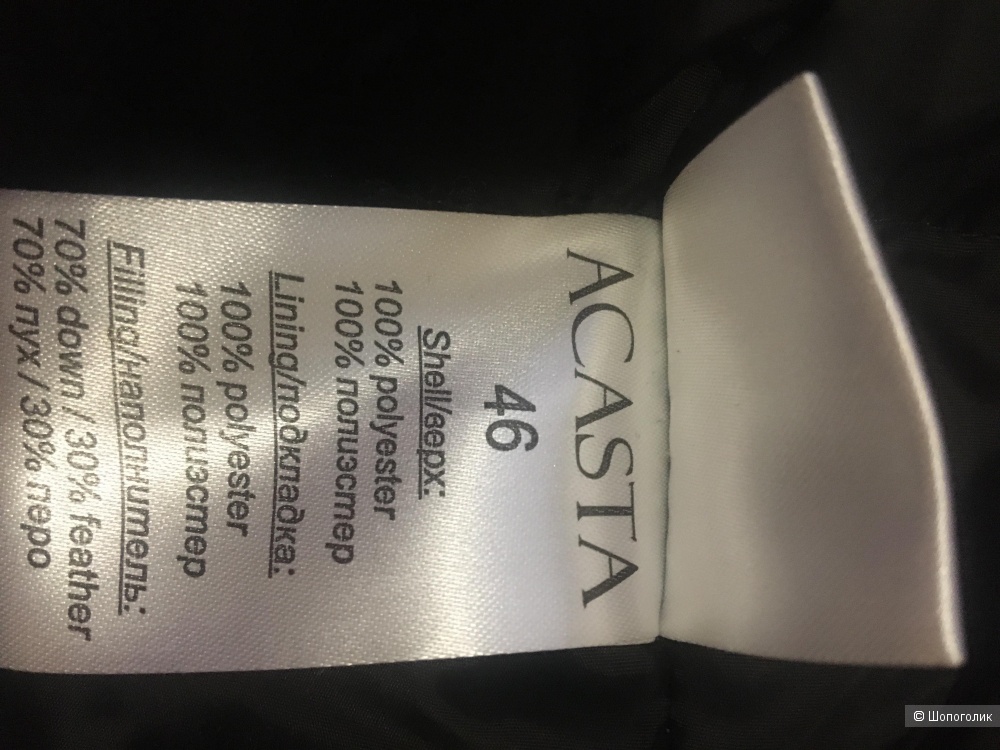 ACASTA
46
Shell/верх:
100% polyester
100% полиэстер
Lining/подкладка:
100% polyester
100% полиэстер
Filling/наполнитель:
70% down / 30% feather
70% пух / 30% перо
© Шопоголик